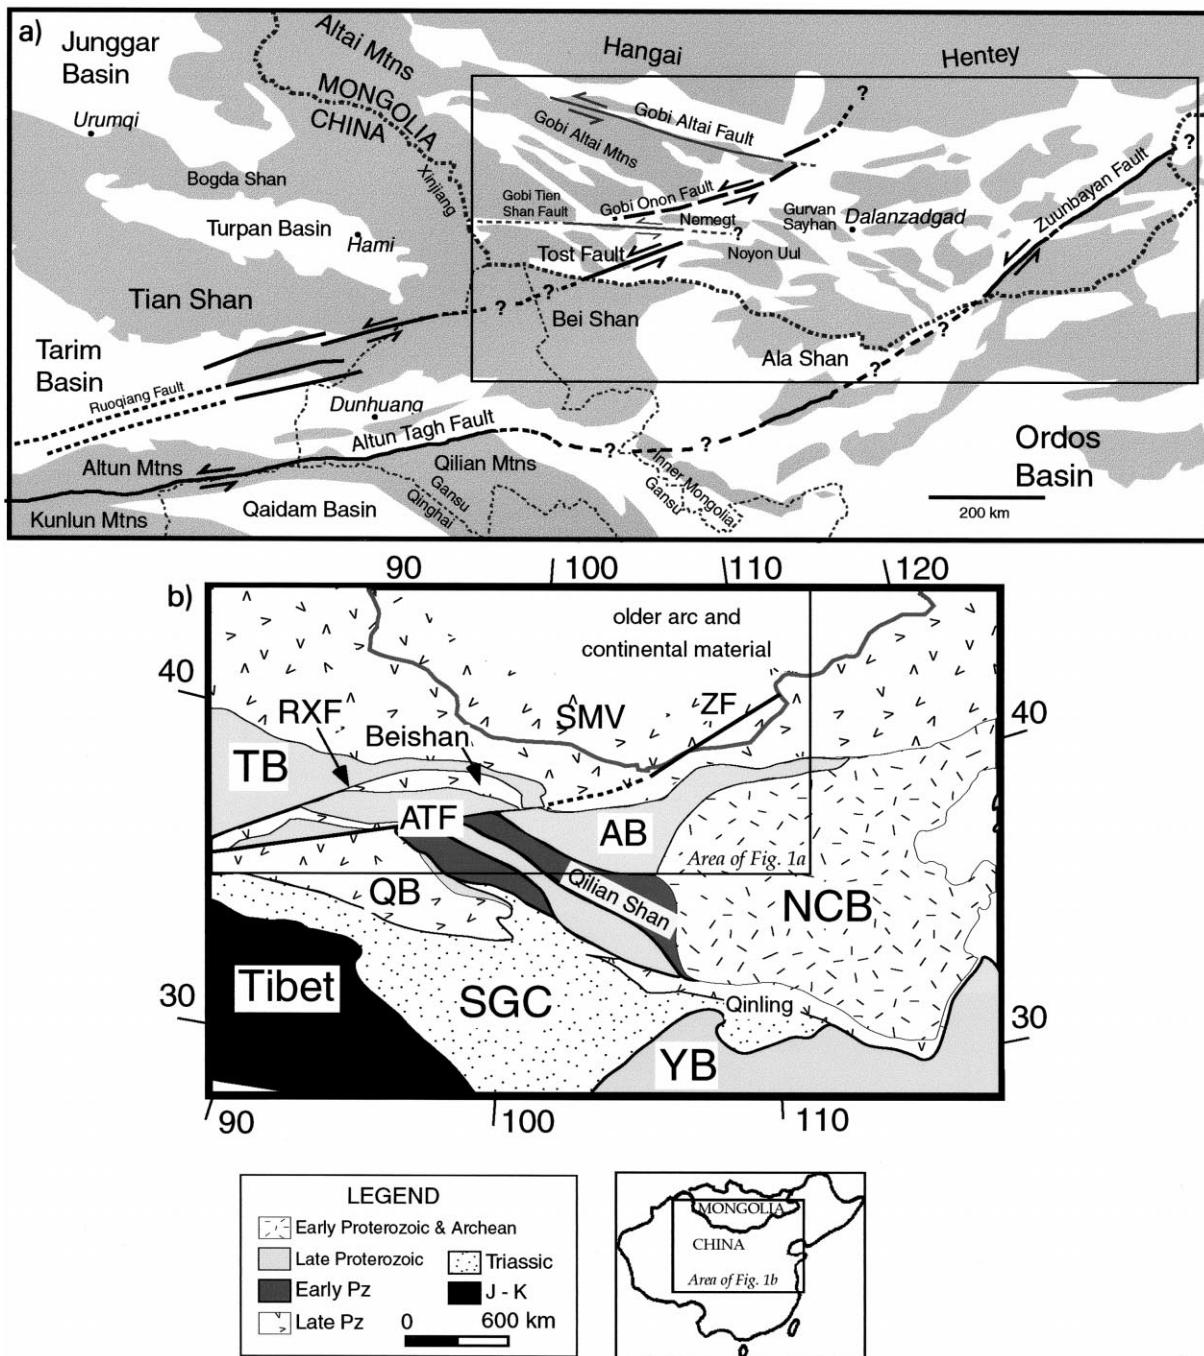 a)
Junggar
Basin
Altai Mtns
Hangai
Hentey
MONGOLIA
CHINA
Urumqi
Gobi Altai Fault
?
Gobi Altai Mtns
?
Zuunbayan Fault
Bogda Shan
Xinjiang
Gobi Tien
Shan Fault
Gobi Onon Fault
Gurvan
Sayhan
Dalanzadgad
Turpan Basin
Hami
Nemegt
?
Tost Fault
Noyon Uul
Tian Shan
?
?
Bei Shan
?
Ala Shan
?
Tarim
Basin
Ruoqiang Fault
Dunhuang
Altun Tagh Fault
?
?
Ordos
Basin
Altun Mtns
Qilian Mtns
Inner Mongolia
Gansu
Gansu
Qinghai
Kunlun Mtns
Qaidam Basin
200 km
90
100
110
120
b)
older arc and
continental material
40
RXF
SMV
ZF
40
Beishan
TB
ATF
AB
Area of Fig. 1a
QB
Qilian Shan
NCB
Tibet
30
SGC
Qinling
30
YB
90
100
110
LEGEND
Early Proterozoic & Archean
Late Proterozoic
Triassic
Early Pz
J - K
Late Pz
0
600 km
MONGOLIA
CHINA
Area of Fig. 1b